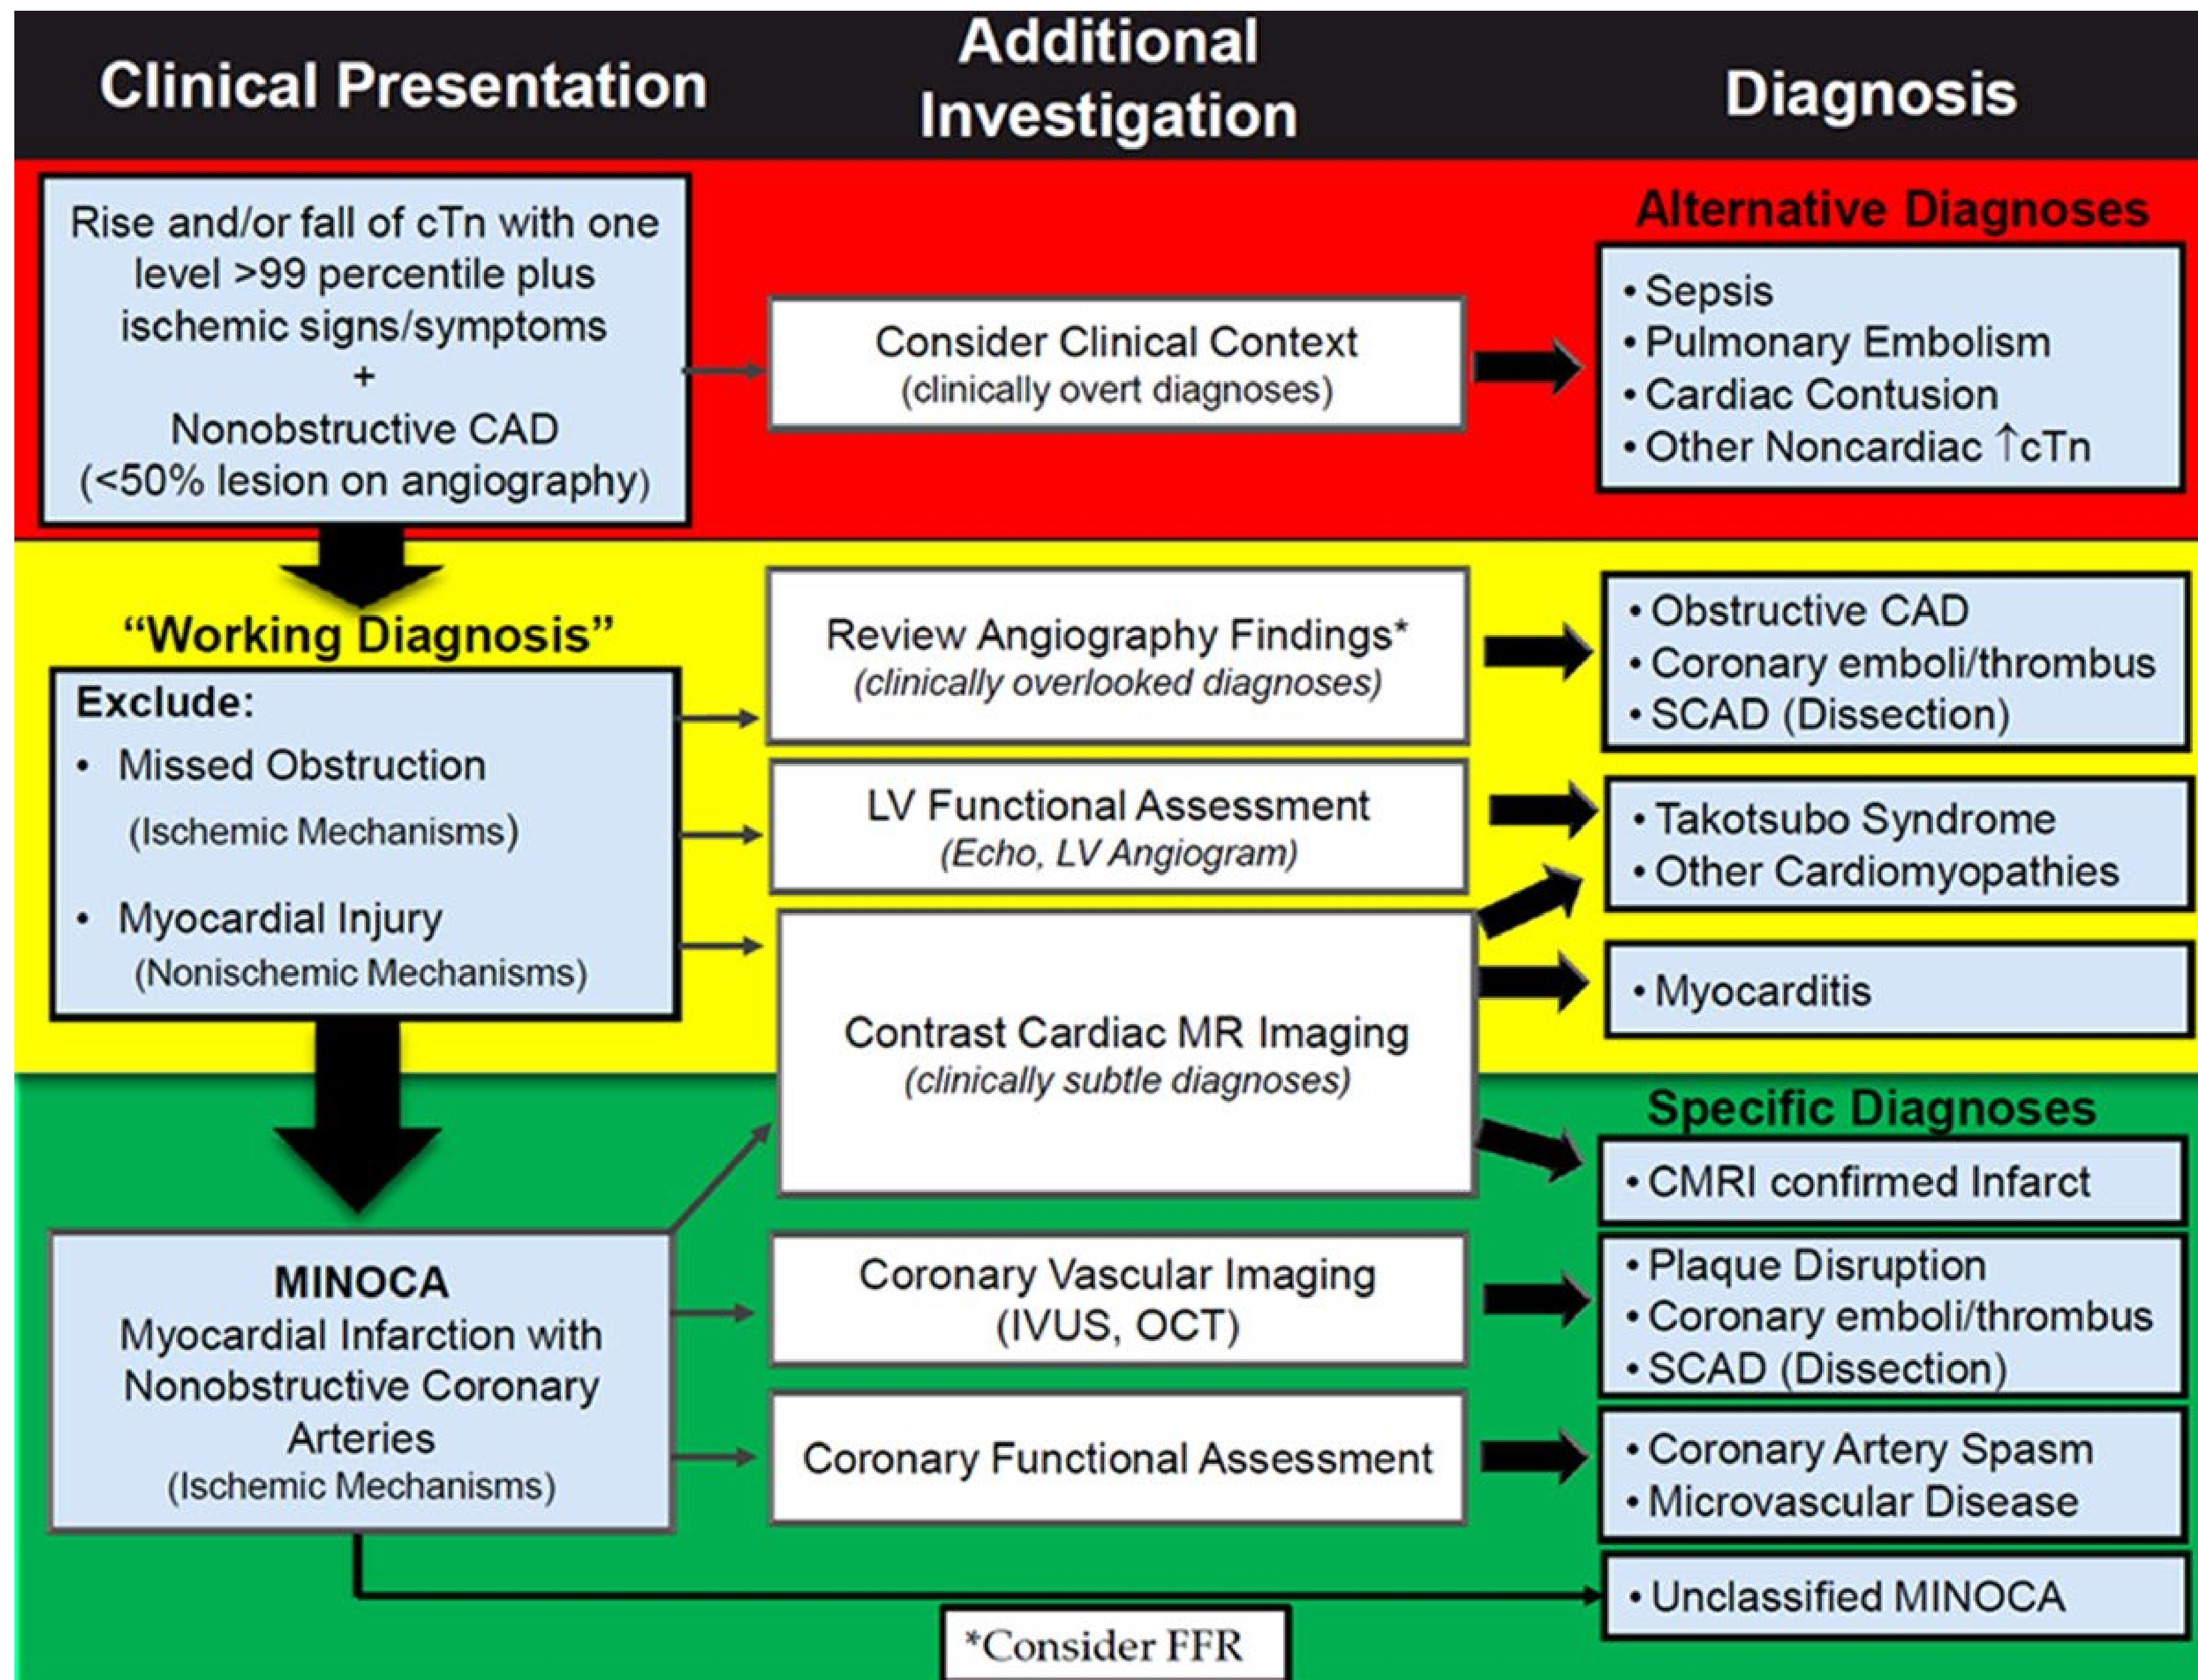 Clinical Presentation
Additional
Investigation
Diagnosis
Rise and/or fall of cTn with one
level >99 percentile plus
ischemic signs/symptoms
+
Nonobstructive CAD
(<50% lesion on angiography)
Consider Clinical Context
(clinically overt diagnoses)
Alternative Diagnoses
• Sepsis
• Pulmonary Embolism
• Cardiac Contusion
• Other Noncardiac ↑cTn
“Working Diagnosis”
Exclude:
• Missed Obstruction
(Ischemic Mechanisms)
• Myocardial Injury
(Nonischemic Mechanisms)
Review Angiography Findings*
(clinically overlooked diagnoses)
• Obstructive CAD
• Coronary emboli/thrombus
• SCAD (Dissection)
LV Functional Assessment
(Echo, LV Angiogram)
• Takotsubo Syndrome
• Other Cardiomyopathies
Contrast Cardiac MR Imaging
(clinically subtle diagnoses)
• Myocarditis
Specific Diagnoses
• CMRI confirmed Infarct
MINOCA
Myocardial Infarction with
Nonobstructive Coronary
Arteries
(Ischemic Mechanisms)
Coronary Vascular Imaging
(IVUS, OCT)
• Plaque Disruption
• Coronary emboli/thrombus
• SCAD (Dissection)
Coronary Functional Assessment
• Coronary Artery Spasm
• Microvascular Disease
• Unclassified MINOCA
*Consider FFR